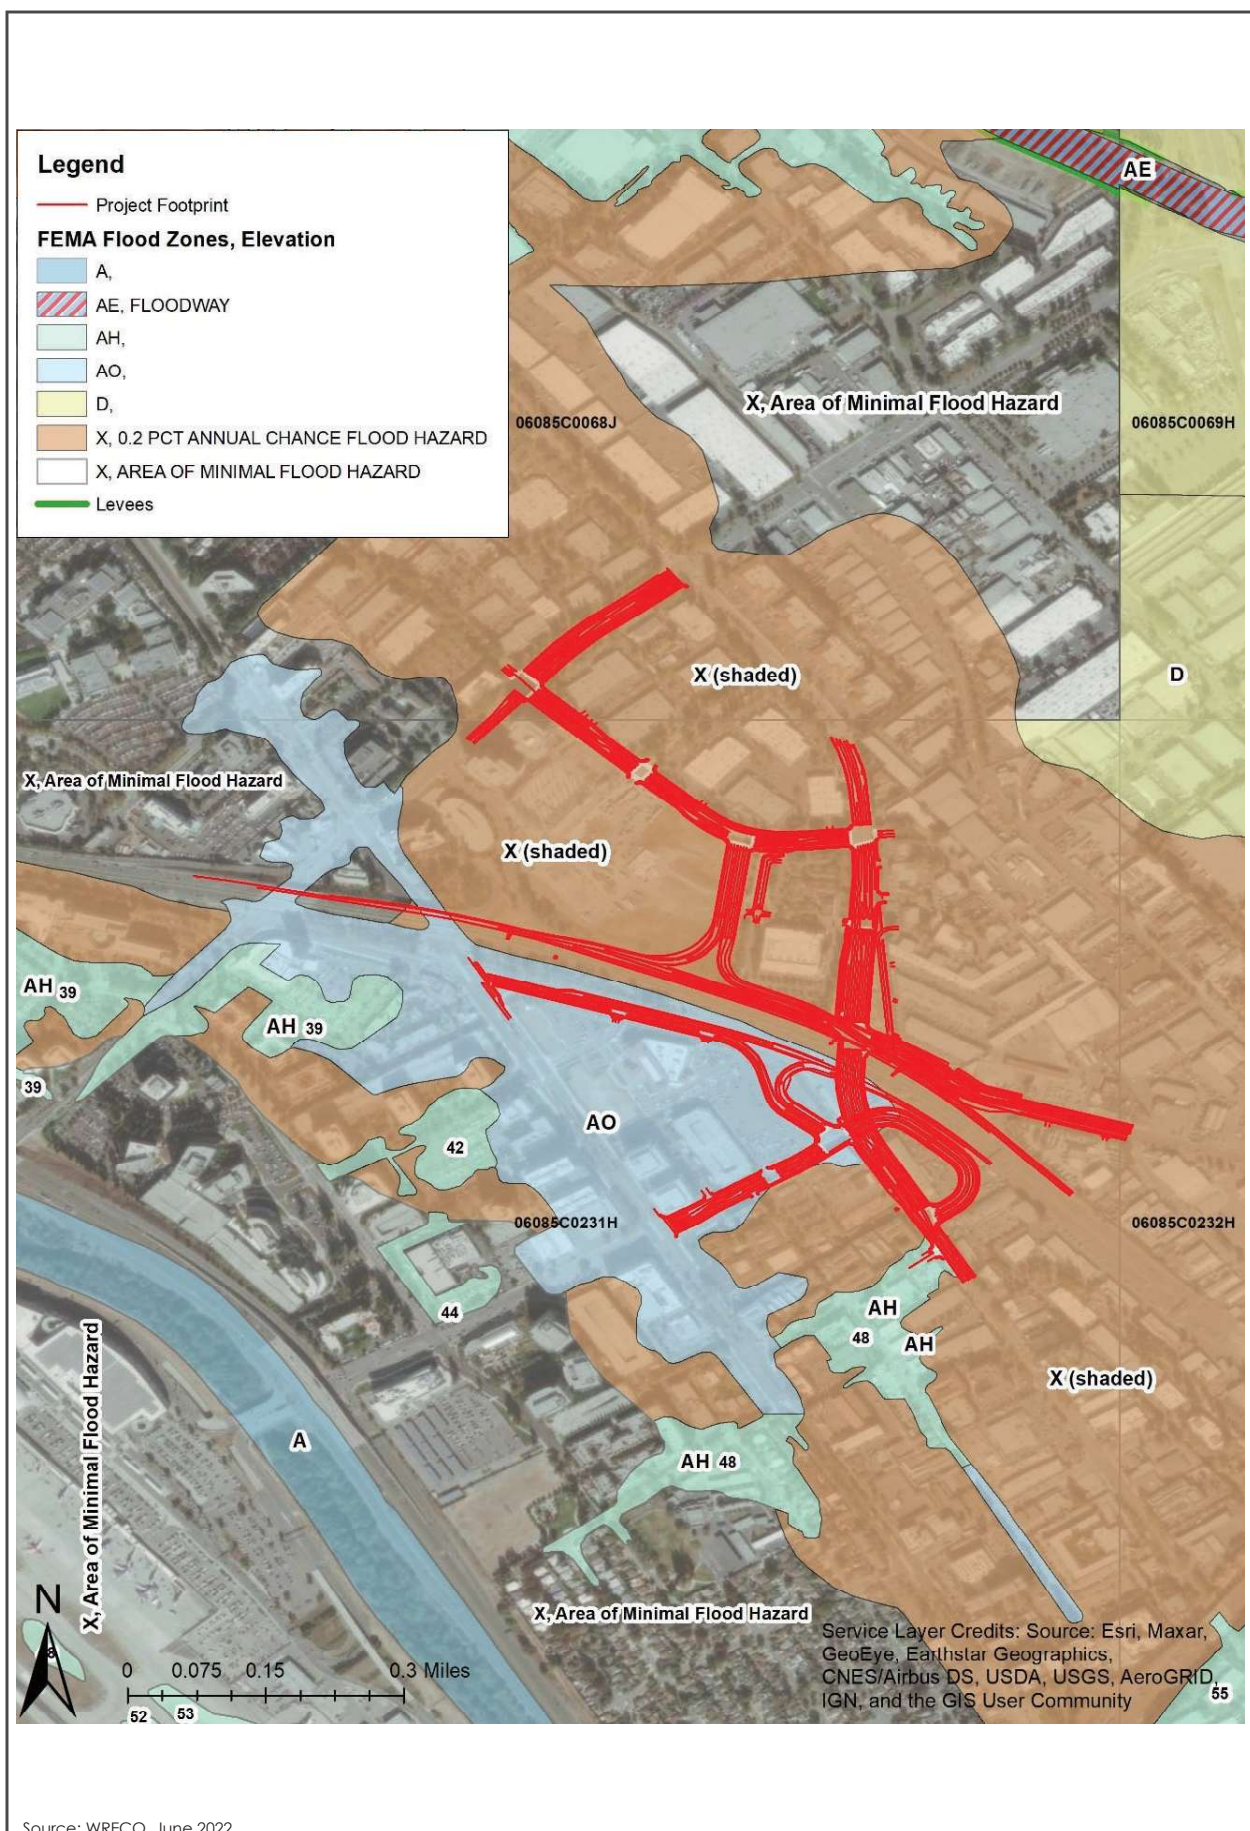 Legend
Project Footprint
FEMA Flood Zones, Elevation
A,
AE, FLOODWAY
AH,
AO,
D,
X, 0.2 PCT ANNUAL CHANCE FLOOD HAZARD
X, AREA OF MINIMAL FLOOD HAZARD
Levees
AE
X, Area of Minimal Flood Hazard
06085C0068J
06085C0069H
X (shaded)
D
X, Area of Minimal Flood Hazard
X (shaded)
AH 39
AH 39
39
AO
42
06085C0231H
06085C0232H
44
AH
48
AH
X (shaded)
X, Area of Minimal Flood Hazard
A
AH 48
X, Area of Minimal Flood Hazard
N
0 0.075 0.15 0.3 Miles
52
53
55
Service Layer Credits: Source: Esri, Maxar,
GeoEye, Earthstar Geographics,
CNES/Airbus DS, USDA, USGS, AeroGRID,
IGN, and the GIS User Community
Source: WRECO, June 2022